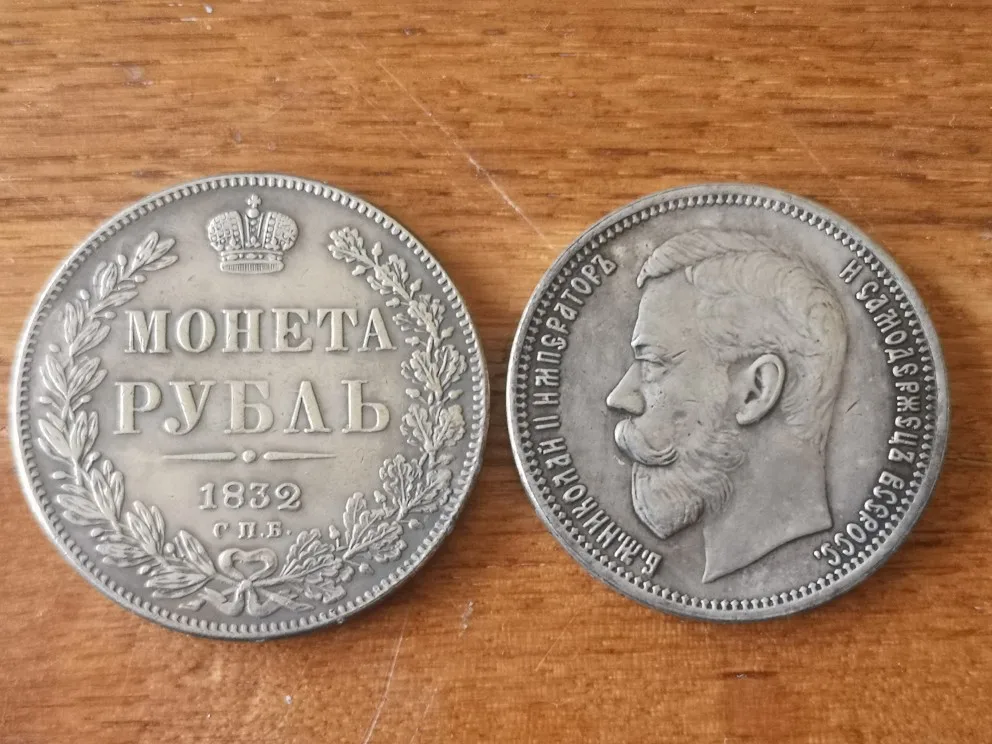 МОНЕТА
РУБЛЬ
1832
С П.Б.
Б.М.НИКОЛАЙ II ИМПЕРАТОРЪ
И САМОДЕРЖЕЦЪ ВСЕРОСС.